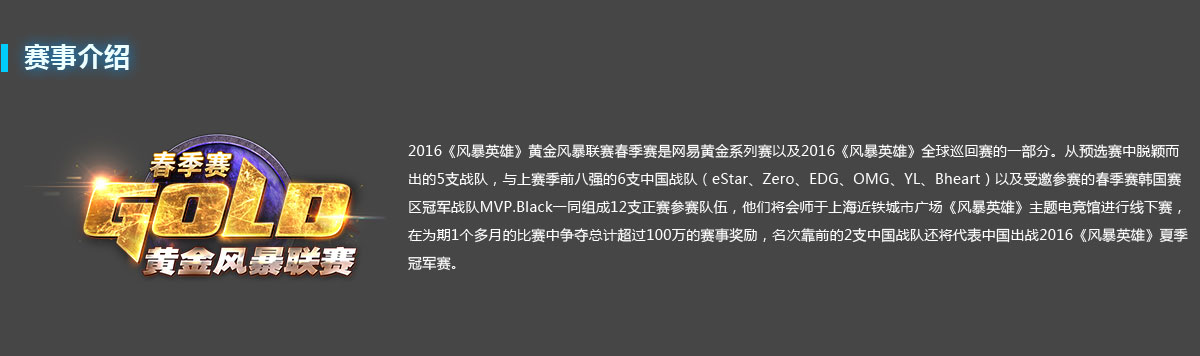 赛事介绍
春季赛
GOLD
黄金风暴联赛
2016《风暴英雄》黄金风暴联赛春季赛是网易黄金系列赛以及2016《风暴英雄》全球巡回赛的一部分。从预选赛中脱颖而
出的5支战队，与上赛季前八强的6支中国战队（eStar、Zero、EDG、OMG、YL、Bheart）以及受邀参赛的春季赛韩国赛
区冠军战队MVP.Black一同组成12支正赛参赛队伍，他们将会师于上海近铁城市广场《风暴英雄》主题电竞馆进行线下赛，
在为期1个多月的比赛中争夺总计超过100万的赛事奖励，名次靠前的2支中国战队还将代表中国出战2016《风暴英雄》夏季
冠军赛。